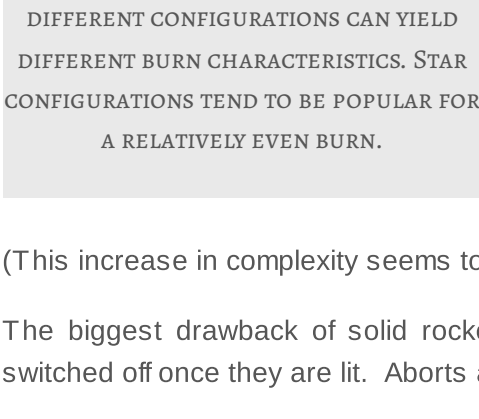 DIFFERENT CONFIGURATIONS CAN YIELD
DIFFERENT BURN CHARACTERISTICS. STAR
CONFIGURATIONS TEND TO BE POPULAR FOR
A RELATIVELY EVEN BURN.
(This increase in complexity seems to
The biggest drawback of solid
switched off once they are lit. Aborts